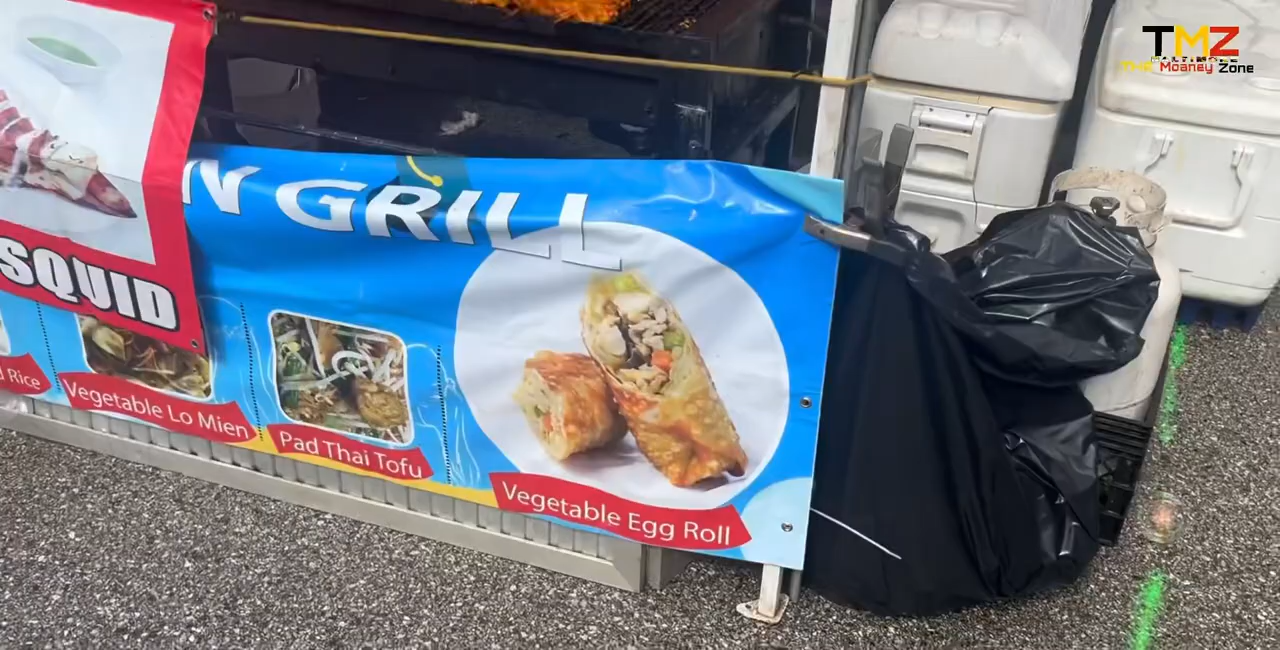 TMZ
The Moaney Zone
N GRILL
SQUID
d Rice
Vegetable Lo Mien
Pad Thai Tofu
Vegetable Egg Roll